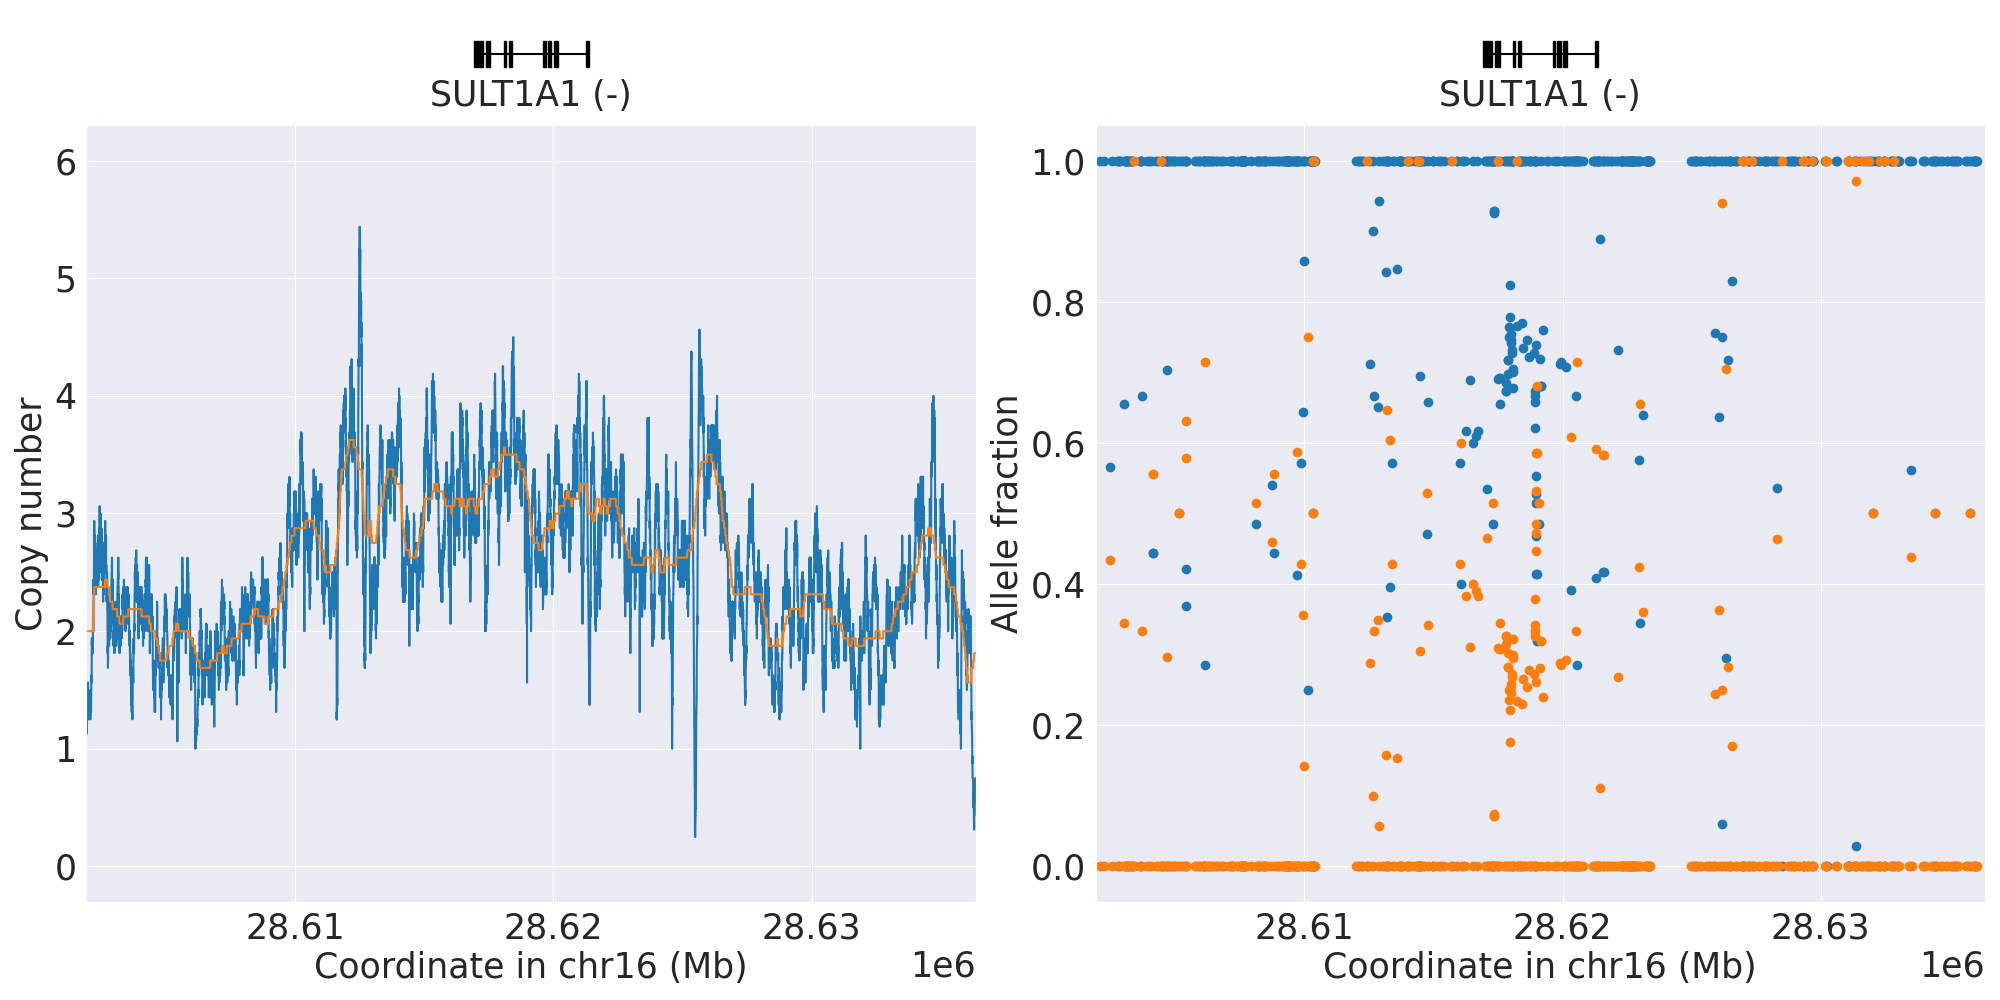 SULT1A1 (-)
6
5
4
3
2
1
0
Copy number
28.61
28.62
28.63
Coordinate in chr16 (Mb)
1e6
SULT1A1 (-)
1.0
0.8
0.6
0.4
0.2
0.0
Allele fraction
28.61
28.62
28.63
Coordinate in chr16 (Mb)
1e6